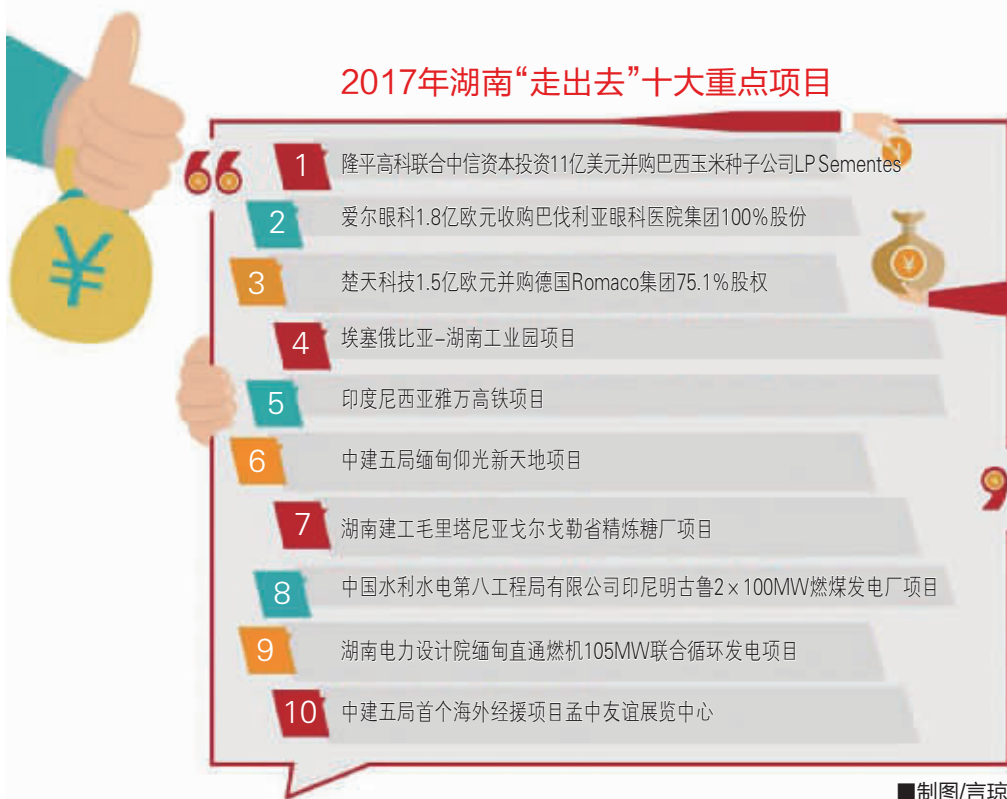 2017年湖南“走出去”十大重点项目
1 隆平高科联合中信资本投资11亿美元并购巴西玉米种子公司LP Sementes
2 爱尔眼科1.8亿欧元收购巴伐利亚眼科医院集团100%股份
3 楚天科技1.5亿欧元并购德国Romaco集团75.1%股权
4 埃塞俄比亚-湖南工业园项目
5 印度尼西亚雅万高铁项目
6 中建五局缅甸仰光新天地项目
7 湖南建工毛里塔尼亚戈尔戈勒省精炼糖厂项目
8 中国水利水电第八工程局有限公司印尼明古鲁2×100MW燃煤发电厂项目
9 湖南电力设计院缅甸直通燃机105MW联合循环发电项目
10 中建五局首个海外经援项目孟中友谊展览中心
■制图/言琼